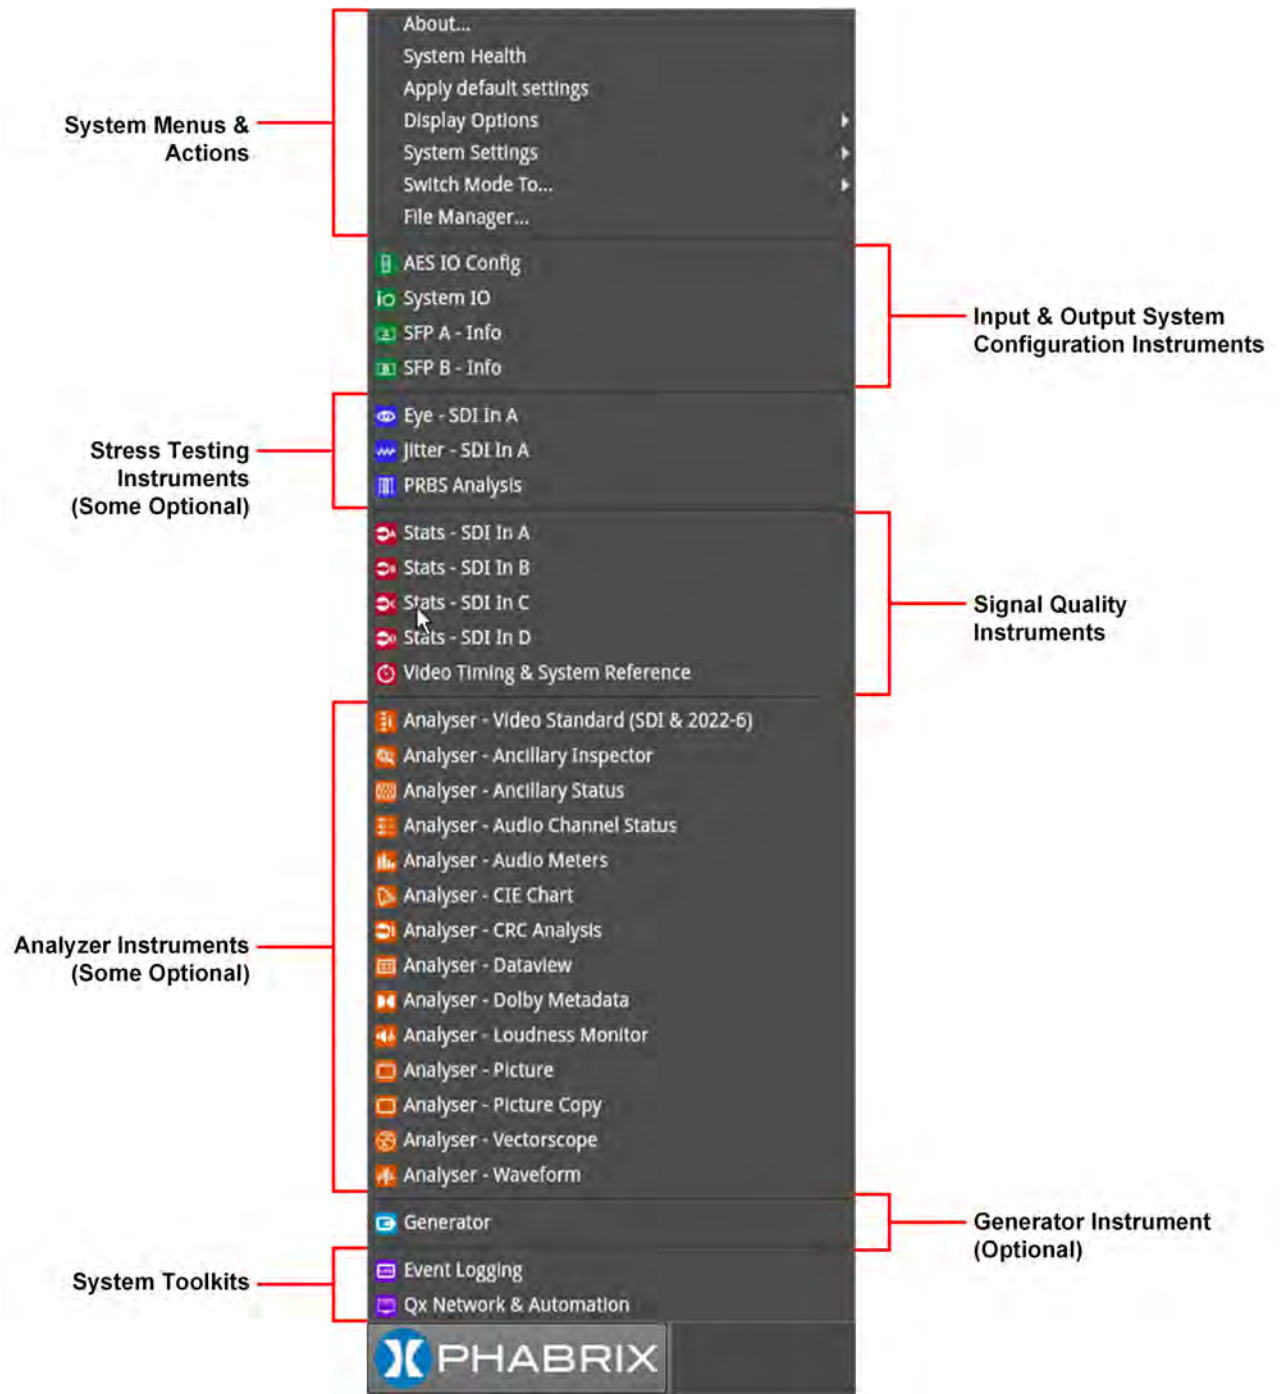 About...
System Health
Apply default settings
Display Options
System Settings
Switch Mode To...
File Manager...
System Menus &
Actions
AES IO Config
System IO
SFP A - Info
SFP B - Info
Input & Output System
Configuration Instruments
Eye - SDI In A
Jitter - SDI In A
PRBS Analysis
Stress Testing
Instruments
(Some Optional)
Stats - SDI In A
Stats - SDI In B
Stats - SDI In C
Stats - SDI In D
Video Timing & System Reference
Signal Quality
Instruments
Analyser - Video Standard (SDI & 2022-6)
Analyser - Ancillary Inspector
Analyser - Ancillary Status
Analyser - Audio Channel Status
Analyser - Audio Meters
Analyser - CIE Chart
Analyser - CRC Analysis
Analyser - Dataview
Analyser - Dolby Metadata
Analyser - Loudness Monitor
Analyser - Picture
Analyser - Picture Copy
Analyser - Vectorscope
Analyser - Waveform
Analyzer Instruments
(Some Optional)
Generator
Generator Instrument
(Optional)
Event Logging
Qx Network & Automation
System Toolkits
PHABRIX